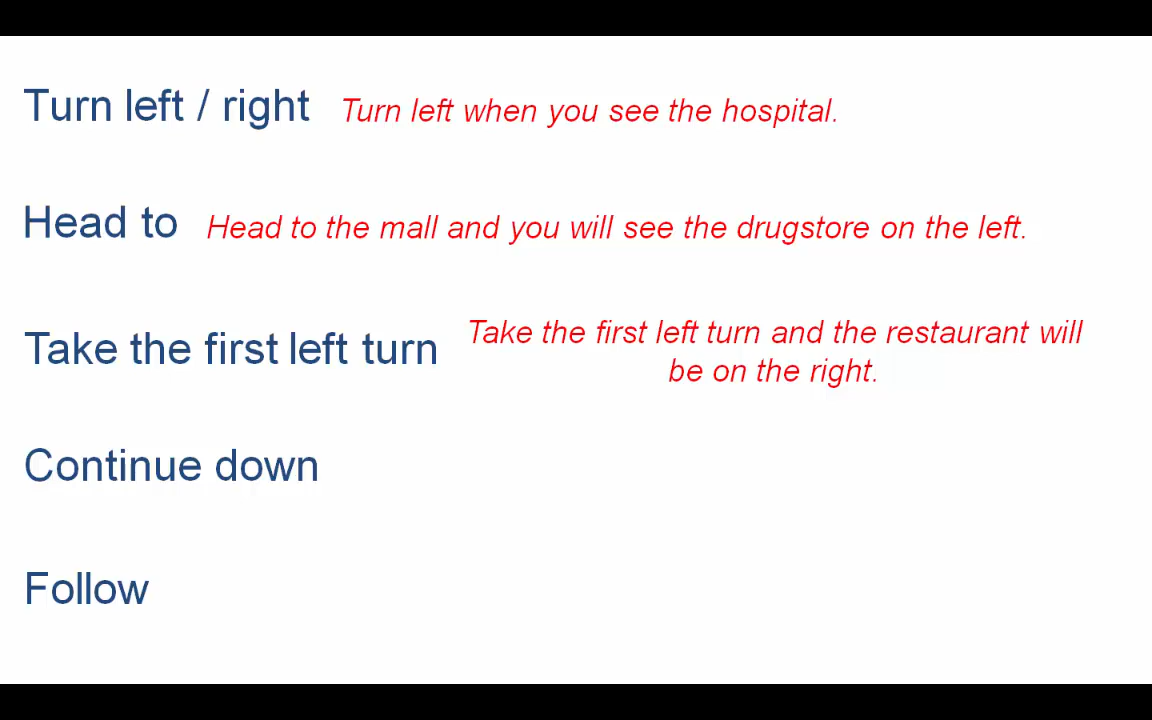 Turn left / right Turn left when you see the hospital.
Head to Head to the mall and you will see the drugstore on the left.
Take the first left turn
Take the first left turn and the restaurant will
be on the right.
Continue down
Follow